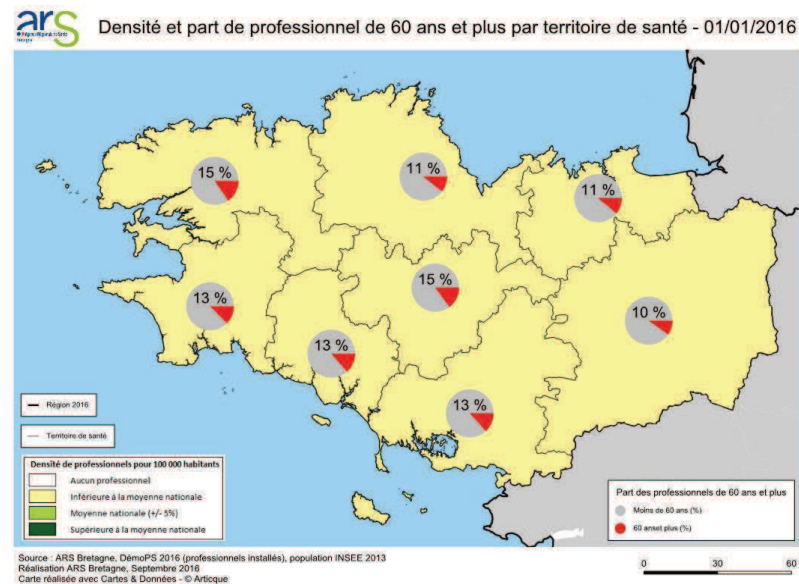 ars
Densité et part de professionnel de 60 ans et plus par territoire de santé - 01/01/2016
15 %
11 %
11 %
15 %
13 %
10 %
13 %
13 %
Région 2016
Territoire de santé
Densité de professionnels pour 100 000 habitants
Aucun professionnel
Inférieure à la moyenne nationale
Moyenne nationale (+/- 5%)
Supérieure à la moyenne nationale
Part des professionnels de 60 ans et plus
Moins de 60 ans (%)
60 anset plus (%)
Source : ARS Bretagne, DémoPS 2016 (professionnels installés), population INSEE 2013
Réalisation ARS Bretagne, Septembre 2016
Carte réalisée avec Cartes & Données - © Articque
0 30 60